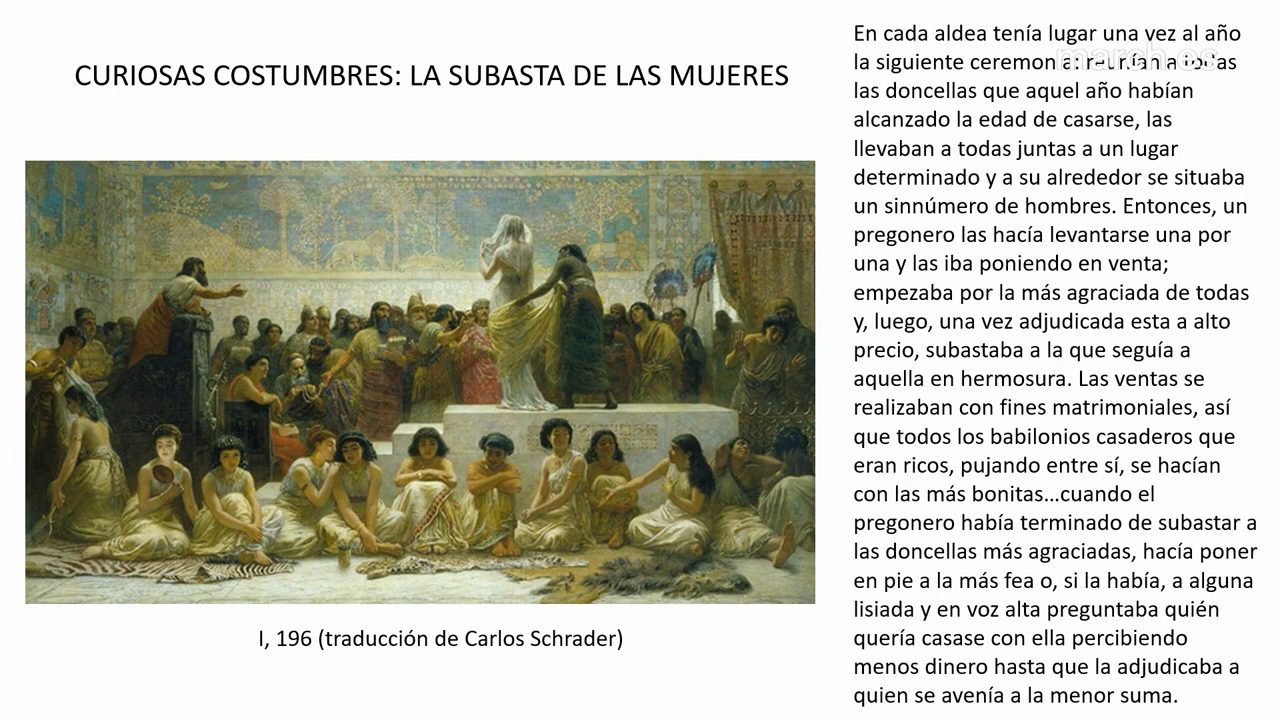 CURIOSAS COSTUMBRES: LA SUBASTA DE LAS MUJERES
I, 196 (traducción de Carlos Schrader)
En cada aldea tenía lugar una vez al año
la siguiente ceremonia: reunían a todas
las doncellas que aquel año habían
alcanzado la edad de casarse, las
llevaban a todas juntas a un lugar
determinado y a su alrededor se situaba
un sinnúmero de hombres. Entonces, un
pregonero las hacía levantarse una por
una y las iba poniendo en venta;
empezaba por la más agraciada de todas
y, luego, una vez adjudicada esta a alto
precio, subastaba a la que seguía a
aquella en hermosura. Las ventas se
realizaban con fines matrimoniales, así
que todos los babilonios casaderos que
eran ricos, pujando entre sí, se hacían
con las más bonitas...cuando el
pregonero había terminado de subastar a
las doncellas más agraciadas, hacía poner
en pie a la más fea o, si la había, a alguna
lisiada y en voz alta preguntaba quién
quería casase con ella percibiendo
menos dinero hasta que la adjudicaba a
quien se avenía a la menor suma.
march.es